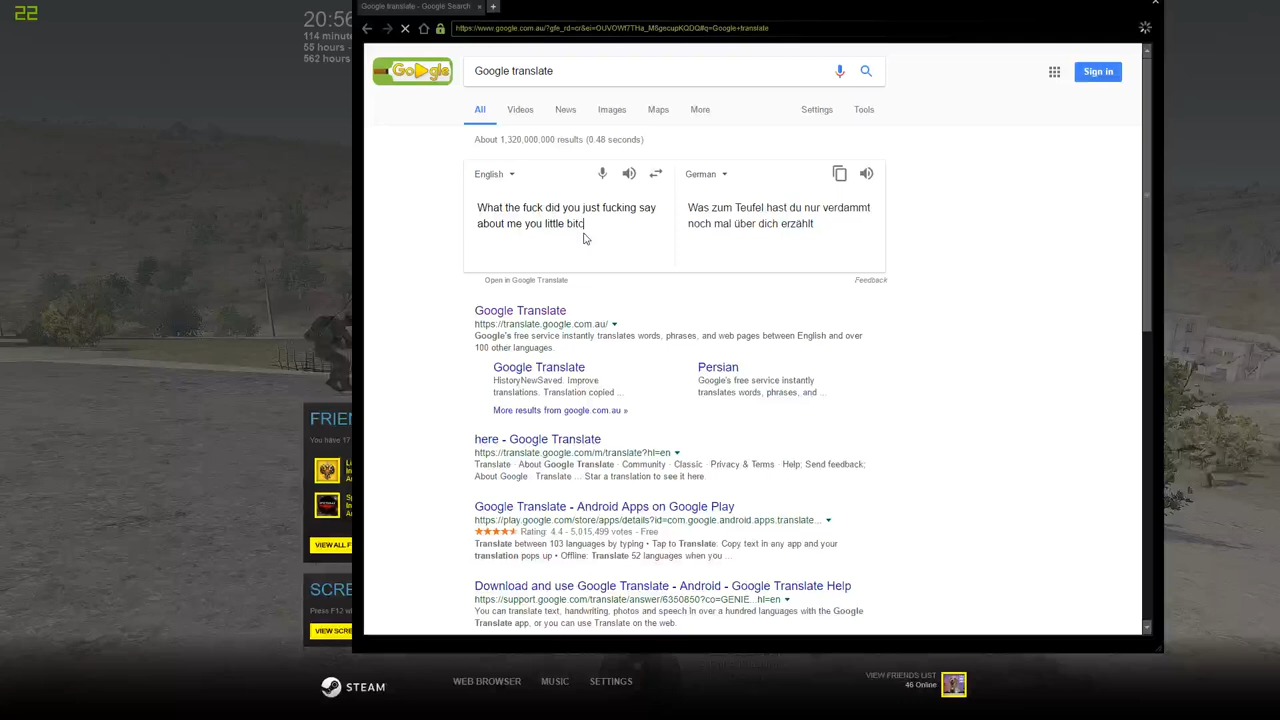 22
20:56
114 minute
55 hours -
562 hours
Google translate - Google Search × +
https://www.google.com.au/?gfe_rd=cr&ei=OUVOWf7THa_M5gecupKQDQ#q=Google+translate
Google
Google translate
Sign in
All Videos News Images Maps More Settings Tools
About 1,320,000,000 results (0.48 seconds)
English German
What the fuck did you just fucking say
about me you little bitc
Was zum Teufel hast du nur verdammt
noch mal über dich erzählt
Open in Google Translate Feedback
Google Translate
https://translate.google.com.au/
Google's free service instantly translates words, phrases, and web pages between English and over
100 other languages.
Google Translate
HistoryNewSaved. Improve
translations. Translation copied ...
Persian
Google's free service instantly
translates words, phrases, and ...
More results from google.com.au »
here - Google Translate
https://translate.google.com/m/translate?hl=en
Translate · About Google Translate · Community · Classic · Privacy & Terms · Help; Send feedback;
About Google · Translate ... Star a translation to see it here.
Google Translate - Android Apps on Google Play
https://play.google.com/store/apps/details?id=com.google.android.apps.translate...
Rating: 4.4 - 5,015,499 votes - Free
Translate between 103 languages by typing • Tap to Translate: Copy text in any app and your
translation pops up • Offline: Translate 52 languages when you ...
Download and use Google Translate - Android - Google Translate Help
https://support.google.com/translate/answer/6350850?co=GENIE...hl=en
You can translate text, handwriting, photos and speech in over a hundred languages with the Google
Translate app, or you can use Translate on the web.
FRIEN
You have 17
VIEW ALL F
SCRE
Press F12 wi
VIEW SCRE
STEAM
WEB BROWSER MUSIC SETTINGS
VIEW FRIENDS LIST
46 Online